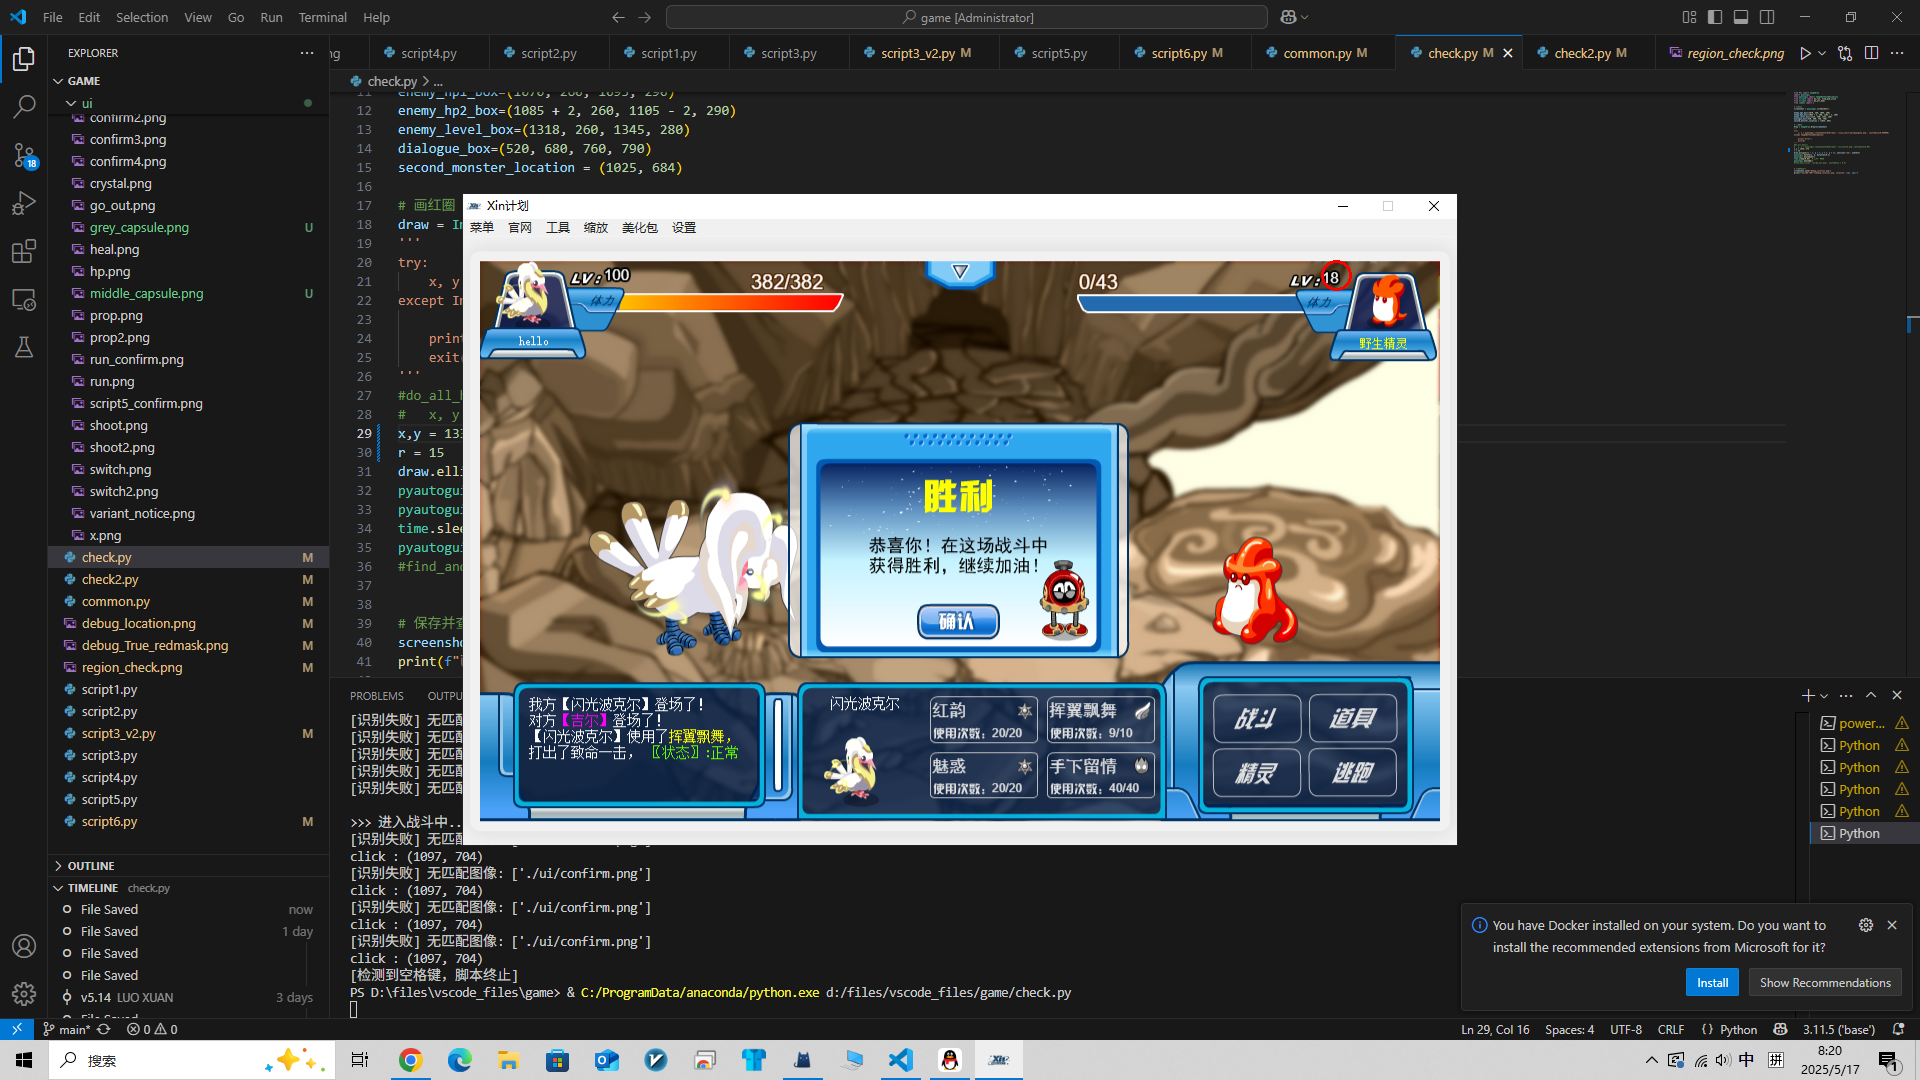 File Edit Selection View Go Run Terminal Help
game [Administrator]
script4.py
script2.py
script1.py
script3.py
script3_v2.py M
script5.py
script6.py M
common.py M
check.py M
check2.py M
region_check.png
EXPLORER
check.py > ...
GAME
ui
confirm2.png
confirm3.png
confirm4.png
crystal.png
go_out.png
grey_capsule.png U
heal.png
hp.png
middle_capsule.png U
prop.png
prop2.png
run_confirm.png
run.png
script5_confirm.png
shoot.png
shoot2.png
switch.png
switch2.png
variant_notice.png
x.png
check.py M
check2.py M
common.py M
debug_location.png M
debug_True_redmask.png M
region_check.png M
script1.py
script2.py
script3_v2.py M
script3.py
script4.py
script5.py
script6.py M
OUTLINE
TIMELINE check.py
File Saved now
File Saved 1 day
File Saved
File Saved
v5.14 LUO XUAN 3 days
12 enemy_hp2_box=(1085 + 2, 260, 1105 - 2, 290)
13 enemy_level_box=(1318, 260, 1345, 280)
14 dialogue_box=(520, 680, 760, 790)
15 second_monster_location = (1025, 684)
16
17 # 画红圈
18 draw = I
19 '''
20 try:
21 x, y
22 except I
23
24 prin
25 exit
26 '''
27 #do_all_
28 # x, y
29 x,y = 13
30 r = 15
31 draw.ell
32 pyautogu
33 pyautogu
34 time.sle
35 pyautogu
36 #find_an
37
38
39 # 保存并
40 screensh
41 print(f"
Xin计划
菜单 官网 工具 缩放 美化包 设置
LV:100
382/382
体力
hello
0/43
LV:18
体力
野生精灵
胜利
恭喜你！在这场战斗中
获得胜利，继续加油！
确认
我方【闪光波克尔】登场了!
对方【吉尔】登场了!
【闪光波克尔】使用了挥翼飘舞,
打出了致命一击， 〖状态〗:正常
闪光波克尔
红韵
使用次数: 20/20
挥翼飘舞
使用次数: 9/10
魅惑
使用次数: 20/20
手下留情
使用次数: 40/40
战斗
道具
精灵
逃跑
PROBLEMS OUTPU
[识别失败] 无匹配
[识别失败] 无匹配
[识别失败] 无匹配
[识别失败] 无匹配
[识别失败] 无匹配
>>> 进入战斗中..
click : (1097, 704)
[识别失败] 无匹配图像: ['./ui/confirm.png']
click : (1097, 704)
[识别失败] 无匹配图像: ['./ui/confirm.png']
click : (1097, 704)
[识别失败] 无匹配图像: ['./ui/confirm.png']
click : (1097, 704)
[检测到空格键，脚本终止]
PS D:\files\vscode_files\game> & C:/ProgramData/anaconda/python.exe d:/files/vscode_files/game/check.py
power...
Python
Python
Python
Python
Python
You have Docker installed on your system. Do you want to
install the recommended extensions from Microsoft for it?
Install
Show Recommendations
18
main* 0 0
Ln 29, Col 16 Spaces: 4 UTF-8 CRLF {} Python 3.11.5 ('base')
搜索
Xin
中
拼
8:20
2025/5/17
1